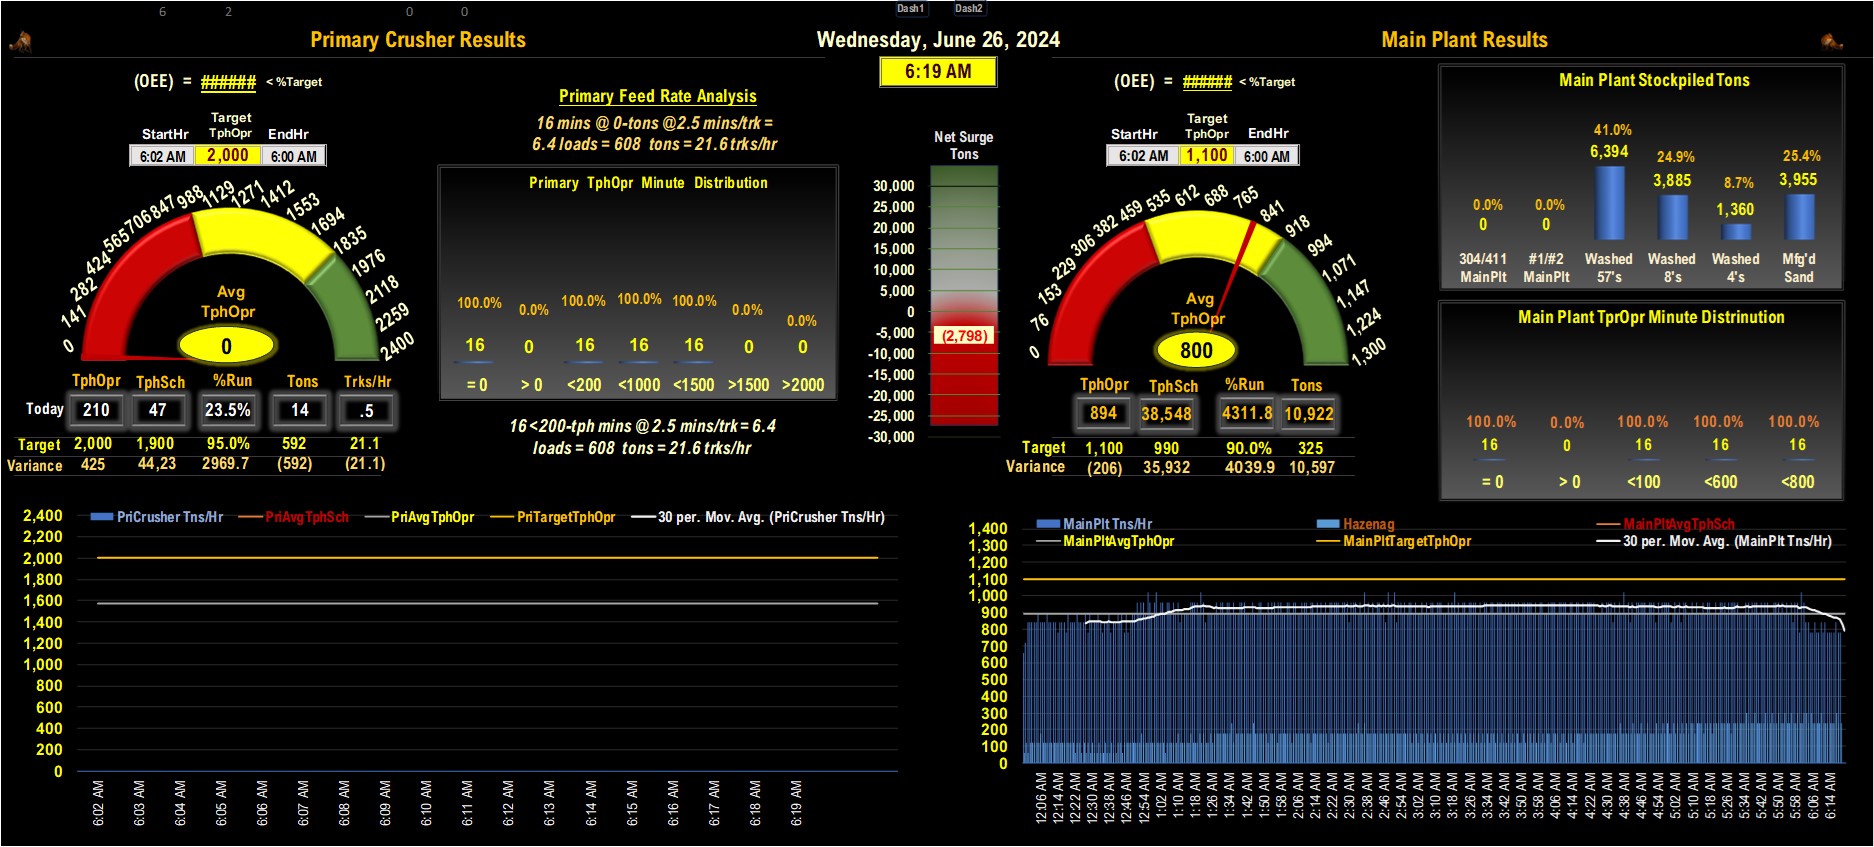 6 2 0 0 Dash1 Dash2
Primary Crusher Results
Wednesday, June 26, 2024
Main Plant Results
6:19 AM
(OEE) = ###### < %Target
Target
StartHr TphOpr EndHr
6:02 AM 2,000 6:00 AM
0 141 282 424 565 706 847 988 1129 1271 1412 1553 1694 1835 1976 2118 2259 2400
Avg
TphOpr
0
TphOpr TphSch %Run Tons Trks/Hr
Today 210 47 23.5% 14 .5
Target 2,000 1,900 95.0% 592 21.1
Variance 425 44,23 2969.7 (592) (21.1)
Primary Feed Rate Analysis
16 mins @ 0-tons @2.5 mins/trk =
6.4 loads = 608 tons = 21.6 trks/hr
Primary TphOpr Minute Distribution
100.0% 0.0% 100.0% 100.0% 100.0% 0.0% 0.0%
16 0 16 16 16 0 0
= 0 > 0 <200 <1000 <1500 >1500 >2000
16<200-tph mins @ 2.5 mins/trk= 6.4
loads = 608 tons = 21.6 trks/hr
Net Surge
Tons
30,000
25,000
20,000
15,000
10,000
5,000
0
-5,000
(2,798)
-10,000
-15,000
-20,000
-25,000
-30,000
(OEE) = ###### < %Target
Target
StartHr TphOpr EndHr
6:02 AM 1,100 6:00 AM
0 76 153 229 306 382 459 535 612 688 765 841 918 994 1,071 1,147 1,224 1,300
Avg
TphOpr
800
TphOpr TphSch %Run Tons
894 38,548 4311.8 10,922
Target 1,100 990 90.0% 325
Variance (206) 35,932 4039.9 10,597
Main Plant Stockpiled Tons
0.0% 0.0% 41.0% 24.9% 8.7% 25.4%
0 0 6,394 3,885 1,360 3,955
304/411 #1/#2 Washed Washed Washed Mfg'd
MainPlt MainPlt 57's 8's 4's Sand
Main Plant TprOpr Minute Distrinution
100.0% 0.0% 100.0% 100.0% 100.0%
16 0 16 16 16
= 0 > 0 <100 <600 <800
PriCrusher Tns/Hr PriAvgTphSch PriAvgTphOpr PriTargetTphOpr 30 per. Mov. Avg. (PriCrusher Tns/Hr)
2,400
2,200
2,000
1,800
1,600
1,400
1,200
1,000
800
600
400
200
0
6:02 AM 6:03 AM 6:04 AM 6:05 AM 6:06 AM 6:07 AM 6:08 AM 6:09 AM 6:10 AM 6:11 AM 6:12 AM 6:13 AM 6:14 AM 6:15 AM 6:16 AM 6:17 AM 6:18 AM 6:19 AM
MainPlt Tns/Hr Hazenag MainPltAvgTphSch
MainPltAvgTphOpr MainPltTargetTphOpr 30 per. Mov. Avg. (MainPlt Tns/Hr)
1,400
1,300
1,200
1,100
1,000
900
800
700
600
500
400
300
200
100
0
12:06 AM 12:14 AM 12:22 AM 12:30 AM 12:38 AM 12:46 AM 12:54 AM 1:02 AM 1:10 AM 1:18 AM 1:26 AM 1:34 AM 1:42 AM 1:50 AM 1:58 AM 2:06 AM 2:14 AM 2:22 AM 2:30 AM 2:38 AM 2:46 AM 2:54 AM 3:02 AM 3:10 AM 3:18 AM 3:26 AM 3:34 AM 3:42 AM 3:50 AM 3:58 AM 4:06 AM 4:14 AM 4:22 AM 4:30 AM 4:38 AM 4:46 AM 4:54 AM 5:02 AM 5:10 AM 5:18 AM 5:26 AM 5:34 AM 5:42 AM 5:50 AM 5:58 AM 6:06 AM 6:14 AM